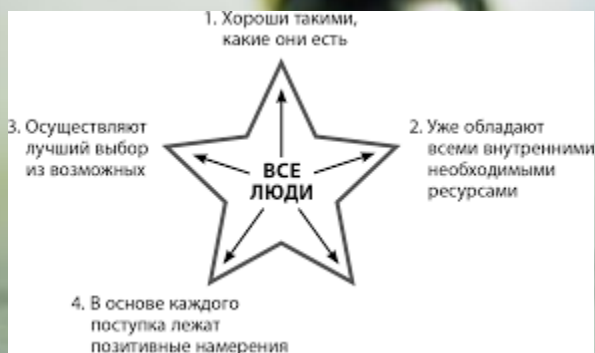 1. Хороши такими,
какие они есть
3. Осуществляют
лучший выбор
из возможных
2. Уже обладают
всеми внутренними
необходимыми
ресурсами
ВСЕ
ЛЮДИ
4. В основе каждого
поступка лежат
позитивные намерения